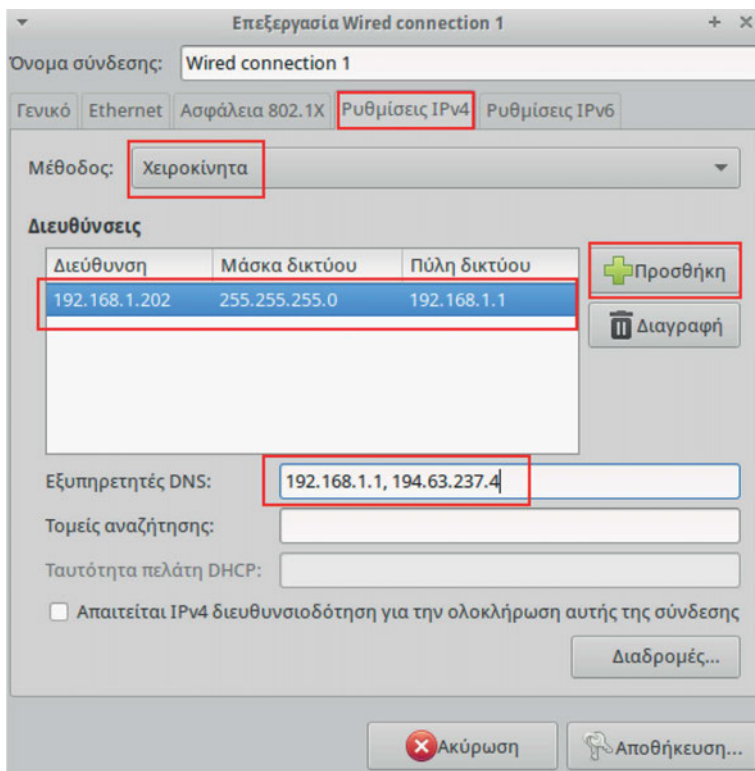 Επεξεργασία Wired connection 1
Όνομα σύνδεσης: Wired connection 1
Γενικό Ethernet Ασφάλεια 802.1X Ρυθμίσεις IPv4 Ρυθμίσεις IPv6
Μέθοδος: Χειροκίνητα
Διευθύνσεις
Διεύθυνση Μάσκα δικτύου Πύλη δικτύου
192.168.1.202 255.255.255.0 192.168.1.1
Προσθήκη
Διαγραφή
Εξυπηρετητές DNS: 192.168.1.1, 194.63.237.4
Τομείς αναζήτησης:
Ταυτότητα πελάτη DHCP:
Απαιτείται IPv4 διευθυνσιοδότηση για την ολοκλήρωση αυτής της σύνδεσης
Διαδρομές...
Ακύρωση Αποθήκευση...